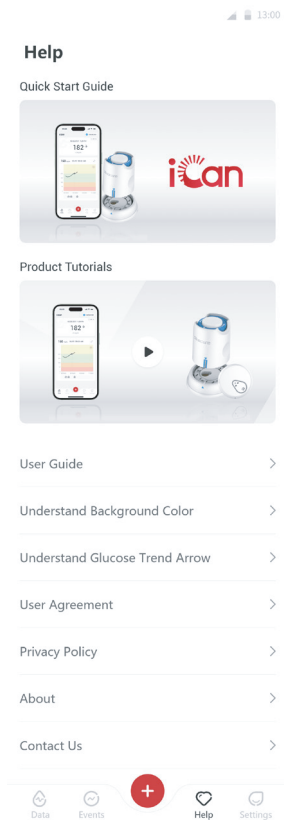 13:00
Help
Quick Start Guide
182
iCan
Product Tutorials
182
User Guide
Understand Background Color
Understand Glucose Trend Arrow
User Agreement
Privacy Policy
About
Contact Us
Data
Events
+
Help
Settings